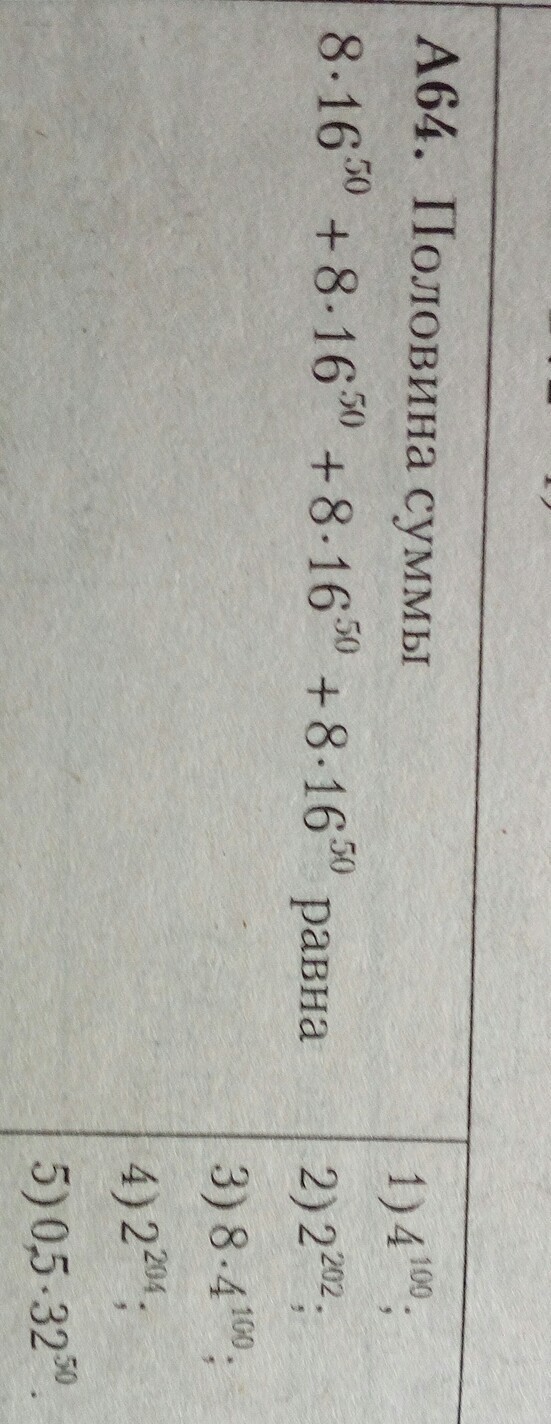 А64. Половина суммы
8·16⁵⁰ + 8·16⁵⁰ + 8·16⁵⁰ + 8·16⁵⁰ равна
1) 4¹⁰⁰;
2) 2²⁰²;
3) 8·4¹⁰⁰;
4) 2²⁰⁴;
5) 0,5·32⁵⁰.